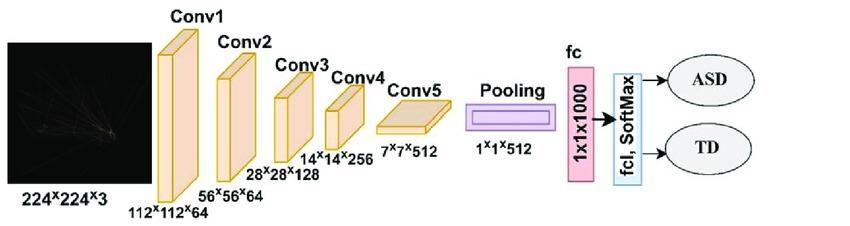 Conv1
Conv2
Conv3
Conv4
Conv5
Pooling
fc
224x224x3
112x112x64
56x56x64
28x28x128
14x14x256
7x7x512
1x1x512
1x1x1000
fcl, SoftMax
ASD
TD